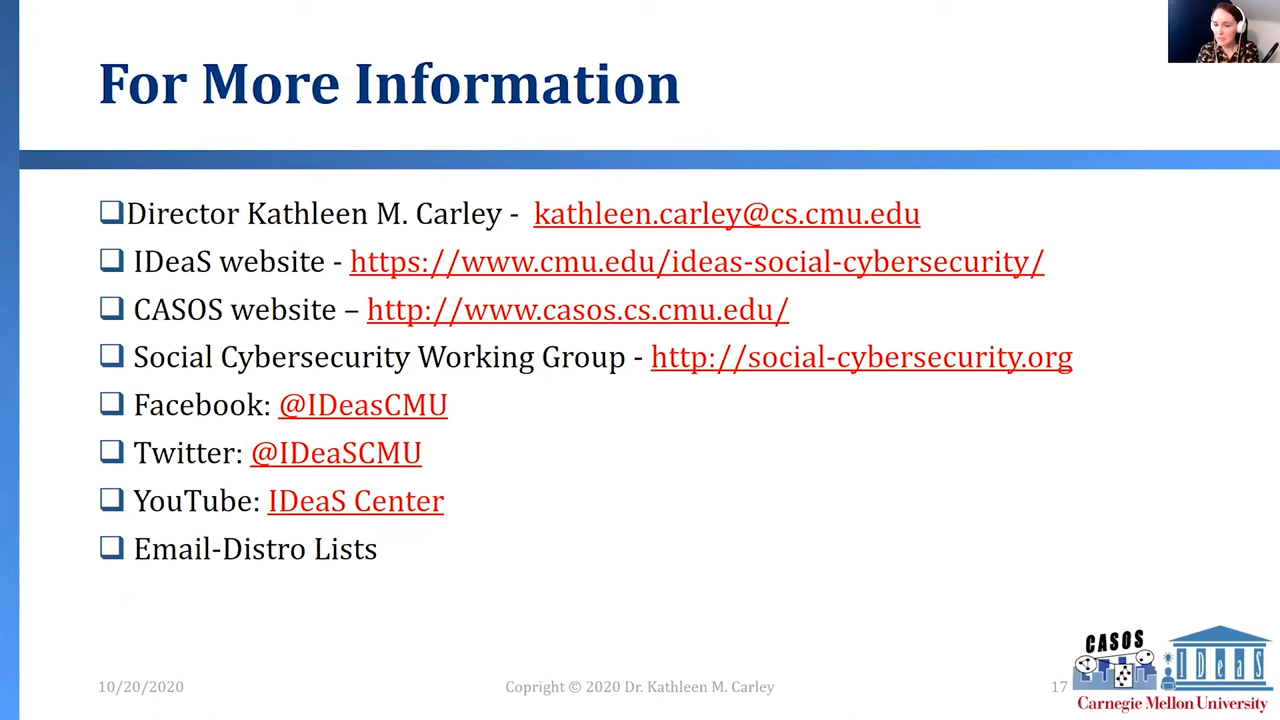 For More Information
❑Director Kathleen M. Carley - kathleen.carley@cs.cmu.edu
❑ IDeaS website - https://www.cmu.edu/ideas-social-cybersecurity/
❑ CASOS website – http://www.casos.cs.cmu.edu/
❑ Social Cybersecurity Working Group - http://social-cybersecurity.org
❑ Facebook: @IDeasCMU
❑ Twitter: @IDeaSCMU
❑ YouTube: IDeaS Center
❑ Email-Distro Lists
CASOS
IDeaS
10/20/2020 Copright © 2020 Dr. Kathleen M. Carley 17
Carnegie Mellon University